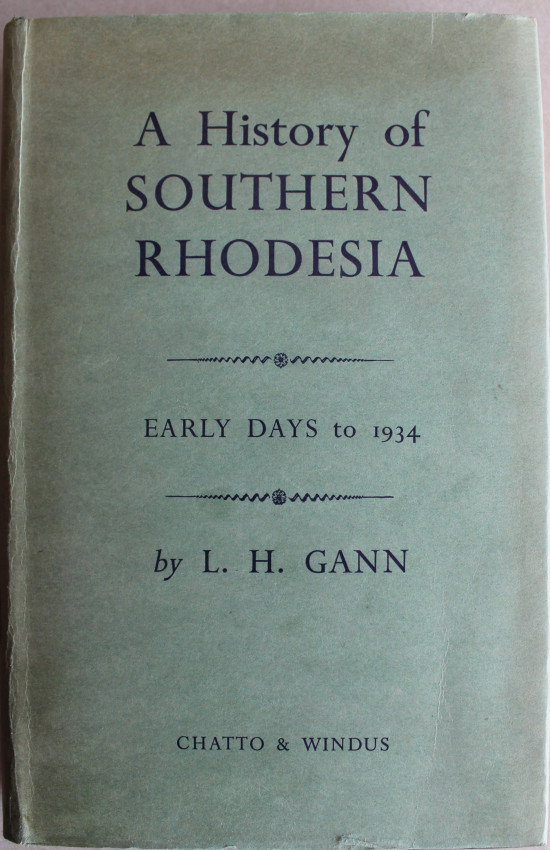 A History of
SOUTHERN
RHODESIA
EARLY DAYS to 1934
by L. H. GANN
CHATTO & WINDUS